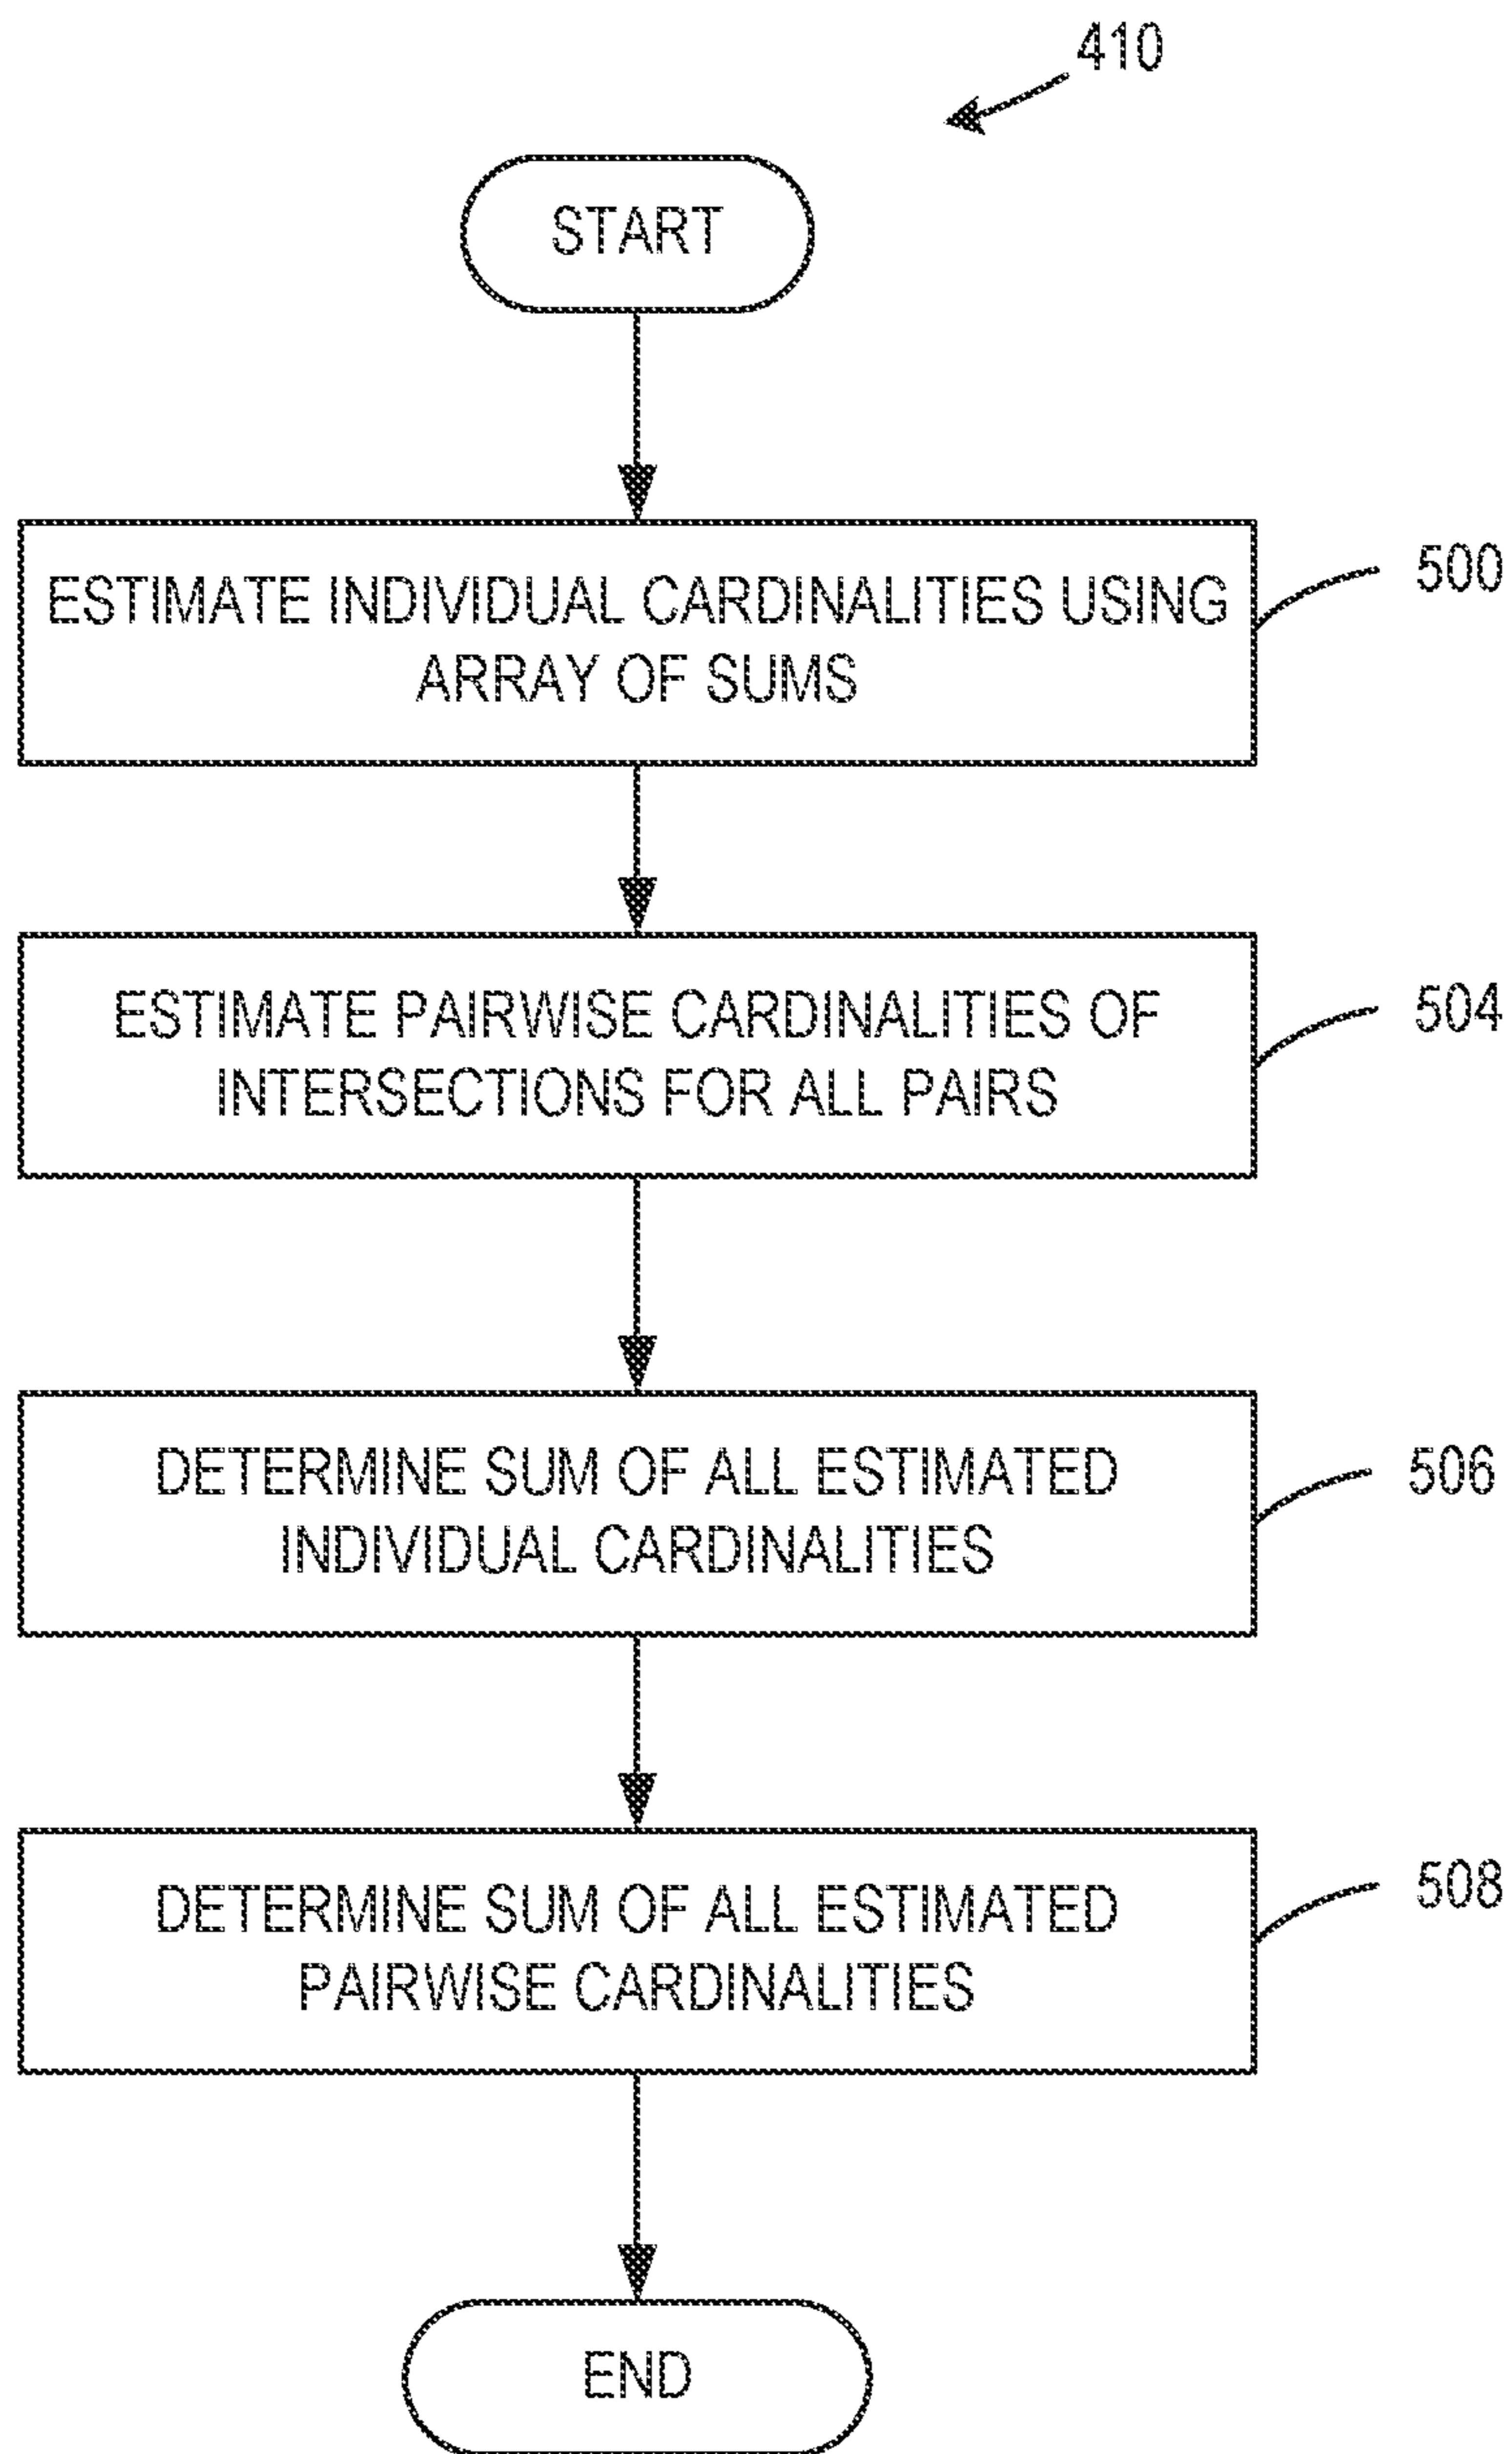 410
START
ESTIMATE INDIVIDUAL CARDINALITIES USING
ARRAY OF SUMS
500
ESTIMATE PAIRWISE CARDINALITIES OF
INTERSECTIONS FOR ALL PAIRS
504
DETERMINE SUM OF ALL ESTIMATED
INDIVIDUAL CARDINALITIES
506
DETERMINE SUM OF ALL ESTIMATED
PAIRWISE CARDINALITIES
508
END